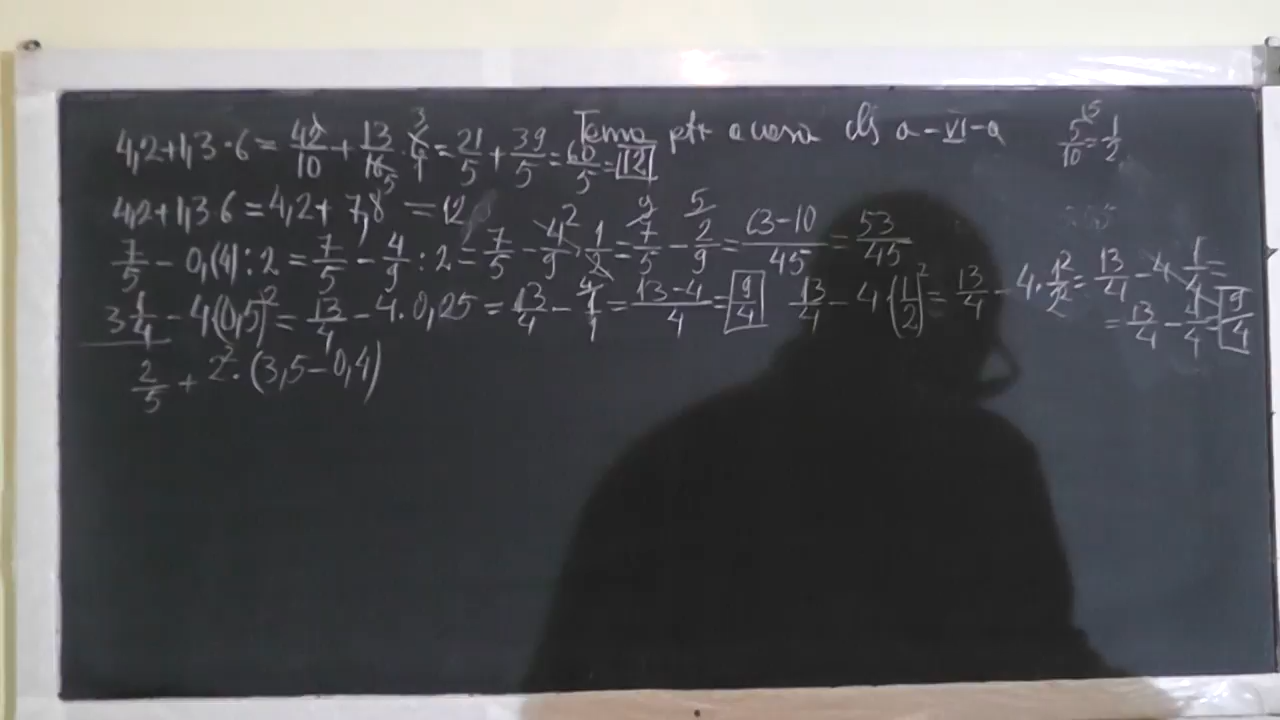 Tema ptr acasa cls a-VI-a
4,2+1,3·6 = 42/10 + 13/10 · 6/1 = 21/5 + 39/5 = 60/5 = 12
5/10 = 1/2
4,2+1,3·6 = 4,2+7,8 = 12
7/5 - 0,(4):2 = 7/5 - 4/9 : 2 = 7/5 - 4/9 · 1/2 = 7/5 - 2/9 = 63-10/45 = 53/45
3 1/4 - 4(0,5)² = 13/4 - 4·0,25 = 13/4 - 1/1 = 13-4/4 = 9/4
13/4 - 4·(1/2)² = 13/4 - 4·1²/2² = 13/4 - 4·1/4 =
= 13/4 - 4/4 = 9/4
2/5 + 2²·(3,5-0,4)